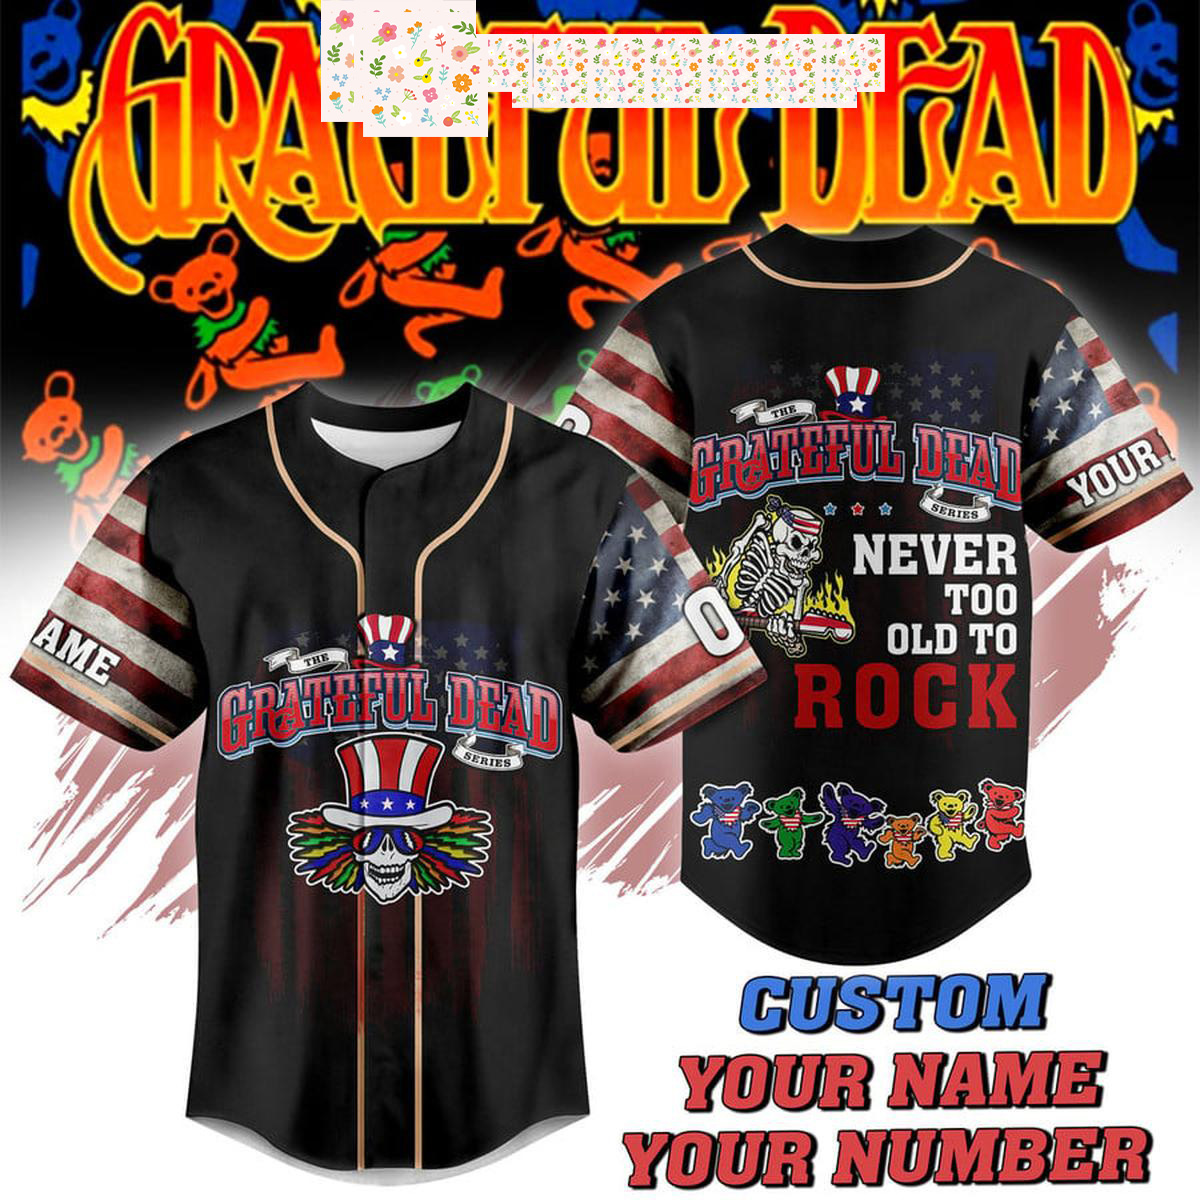 GRATEFUL DEAD
THE
GRATEFUL DEAD
SERIES
NEVER
TOO
OLD TO
ROCK
YOUR
AME
0
THE
GRATEFUL DEAD
SERIES
CUSTOM
YOUR NAME
YOUR NUMBER